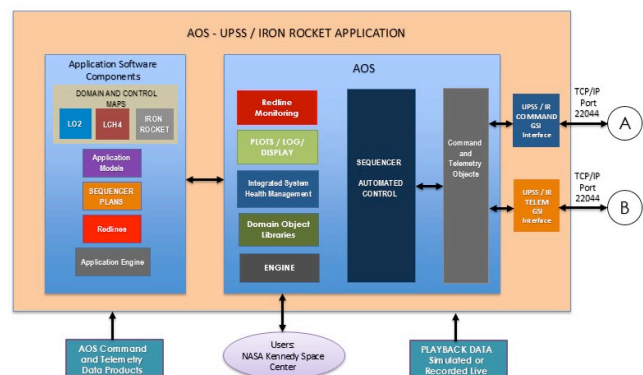 AOS - UPSS / IRON ROCKET APPLICATION
Application Software
Components
DOMAIN AND CONTROL
MAPS
LO2
LCH4
IRON
ROCKET
Application
Models
SEQUENCER
PLANS
Redlines
Application Engine
AOS
Redline
Monitoring
PLOTS / LOG/
DISPLAY
Integrated System
Health Management
Domain Object
Libraries
ENGINE
SEQUENCER
AUTOMATED CONTROL
Command
and
Telemetry
Objects
UPSS / IR
COMMAND
GSI
Interface
UPSS / IR
TELEM
GSI
Interface
TCP/IP
Port
22044
A
TCP/IP
Port
22044
B
AOS Command
and Telemetry
Data Products
Users:
NASA Kennedy Space
Center
PLAYBACK DATA
Simulated or
Recorded Live